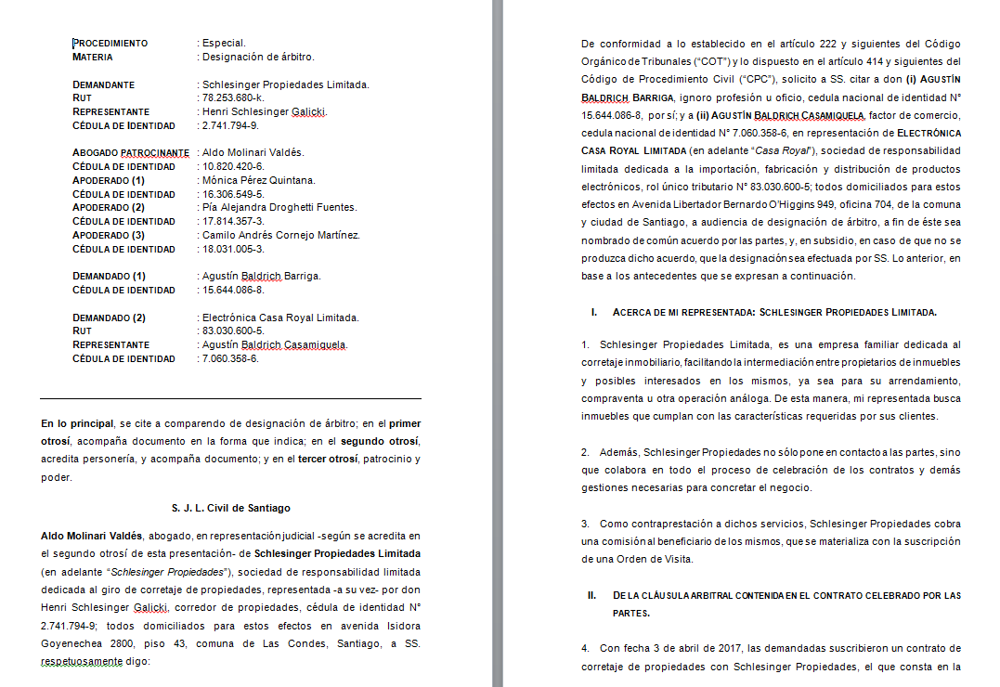 PROCEDIMIENTO : Especial.
MATERIA : Designación de árbitro.
DEMANDANTE : Schlesinger Propiedades Limitada.
RUT : 78.253.680-k.
REPRESENTANTE : Henri Schlesinger Galicki.
CÉDULA DE IDENTIDAD : 2.741.794-9.
ABOGADO PATROCINANTE : Aldo Molinari Valdés.
CÉDULA DE IDENTIDAD : 10.820.420-6.
APODERADO (1) : Mónica Pérez Quintana.
CÉDULA DE IDENTIDAD : 16.306.549-5.
APODERADO (2) : Pía Alejandra Droghetti Fuentes.
CÉDULA DE IDENTIDAD : 17.814.357-3.
APODERADO (3) : Camilo Andrés Cornejo Martínez.
CÉDULA DE IDENTIDAD : 18.031.005-3.
DEMANDADO (1) : Agustín Baldrich Barriga.
CÉDULA DE IDENTIDAD : 15.644.086-8.
DEMANDADO (2) : Electrónica Casa Royal Limitada.
RUT : 83.030.600-5.
REPRESENTANTE : Agustín Baldrich Casamiquela.
CÉDULA DE IDENTIDAD : 7.060.358-6.
En lo principal, se cite a comparendo de designación de árbitro; en el primer
otrosí, acompaña documento en la forma que indica; en el segundo otrosí,
acredita personería, y acompaña documento; y en el tercer otrosí, patrocinio y
poder.
S. J. L. Civil de Santiago
Aldo Molinari Valdés, abogado, en representación judicial -según se acredita en
el segundo otrosí de esta presentación- de Schlesinger Propiedades Limitada
(en adelante “Schlesinger Propiedades”), sociedad de responsabilidad limitada
dedicada al giro de corretaje de propiedades, representada -a su vez- por don
Henri Schlesinger Galicki, corredor de propiedades, cédula de identidad N°
2.741.794-9; todos domiciliados para estos efectos en avenida Isidora
Goyenechea 2800, piso 43, comuna de Las Condes, Santiago, a SS.
respetuosamente digo:
De conformidad a lo establecido en el artículo 222 y siguientes del Código
Orgánico de Tribunales (“COT”) y lo dispuesto en el artículo 414 y siguientes del
Código de Procedimiento Civil (“CPC”), solicito a SS. citar a don (i) AGUSTÍN
BALDRICH BARRIGA, ignoro profesión u oficio, cedula nacional de identidad N°
15.644.086-8, por sí; y a (ii) AGUSTÍN BALDRICH CASAMIQUELA, factor de comercio,
cedula nacional de identidad N° 7.060.358-6, en representación de ELECTRÓNICA
CASA ROYAL LIMITADA (en adelante “Casa Royal”), sociedad de responsabilidad
limitada dedicada a la importación, fabricación y distribución de productos
electrónicos, rol único tributario N° 83.030.600-5; todos domiciliados para estos
efectos en Avenida Libertador Bernardo O’Higgins 949, oficina 704, de la comuna
y ciudad de Santiago, a audiencia de designación de árbitro, a fin de éste sea
nombrado de común acuerdo por las partes, y, en subsidio, en caso de que no se
produzca dicho acuerdo, que la designación sea efectuada por SS. Lo anterior, en
base a los antecedentes que se expresan a continuación.
I. ACERCA DE MI REPRESENTADA: SCHLESINGER PROPIEDADES LIMITADA.
1. Schlesinger Propiedades Limitada, es una empresa familiar dedicada al
corretaje inmobiliario, facilitando la intermediación entre propietarios de inmuebles
y posibles interesados en los mismos, ya sea para su arrendamiento,
compraventa u otra operación análoga. De esta manera, mi representada busca
inmuebles que cumplan con las características requeridas por sus clientes.
2. Además, Schlesinger Propiedades no sólo pone en contacto a las partes, sino
que colabora en todo el proceso de celebración de los contratos y demás
gestiones necesarias para concretar el negocio.
3. Como contraprestación a dichos servicios, Schlesinger Propiedades cobra
una comisión al beneficiario de los mismos, que se materializa con la suscripción
de una Orden de Visita.
II. DE LA CLÁUSULA ARBITRAL CONTENIDA EN EL CONTRATO CELEBRADO POR LAS
PARTES.
4. Con fecha 3 de abril de 2017, las demandadas suscribieron un contrato de
corretaje de propiedades con Schlesinger Propiedades, el que consta en la